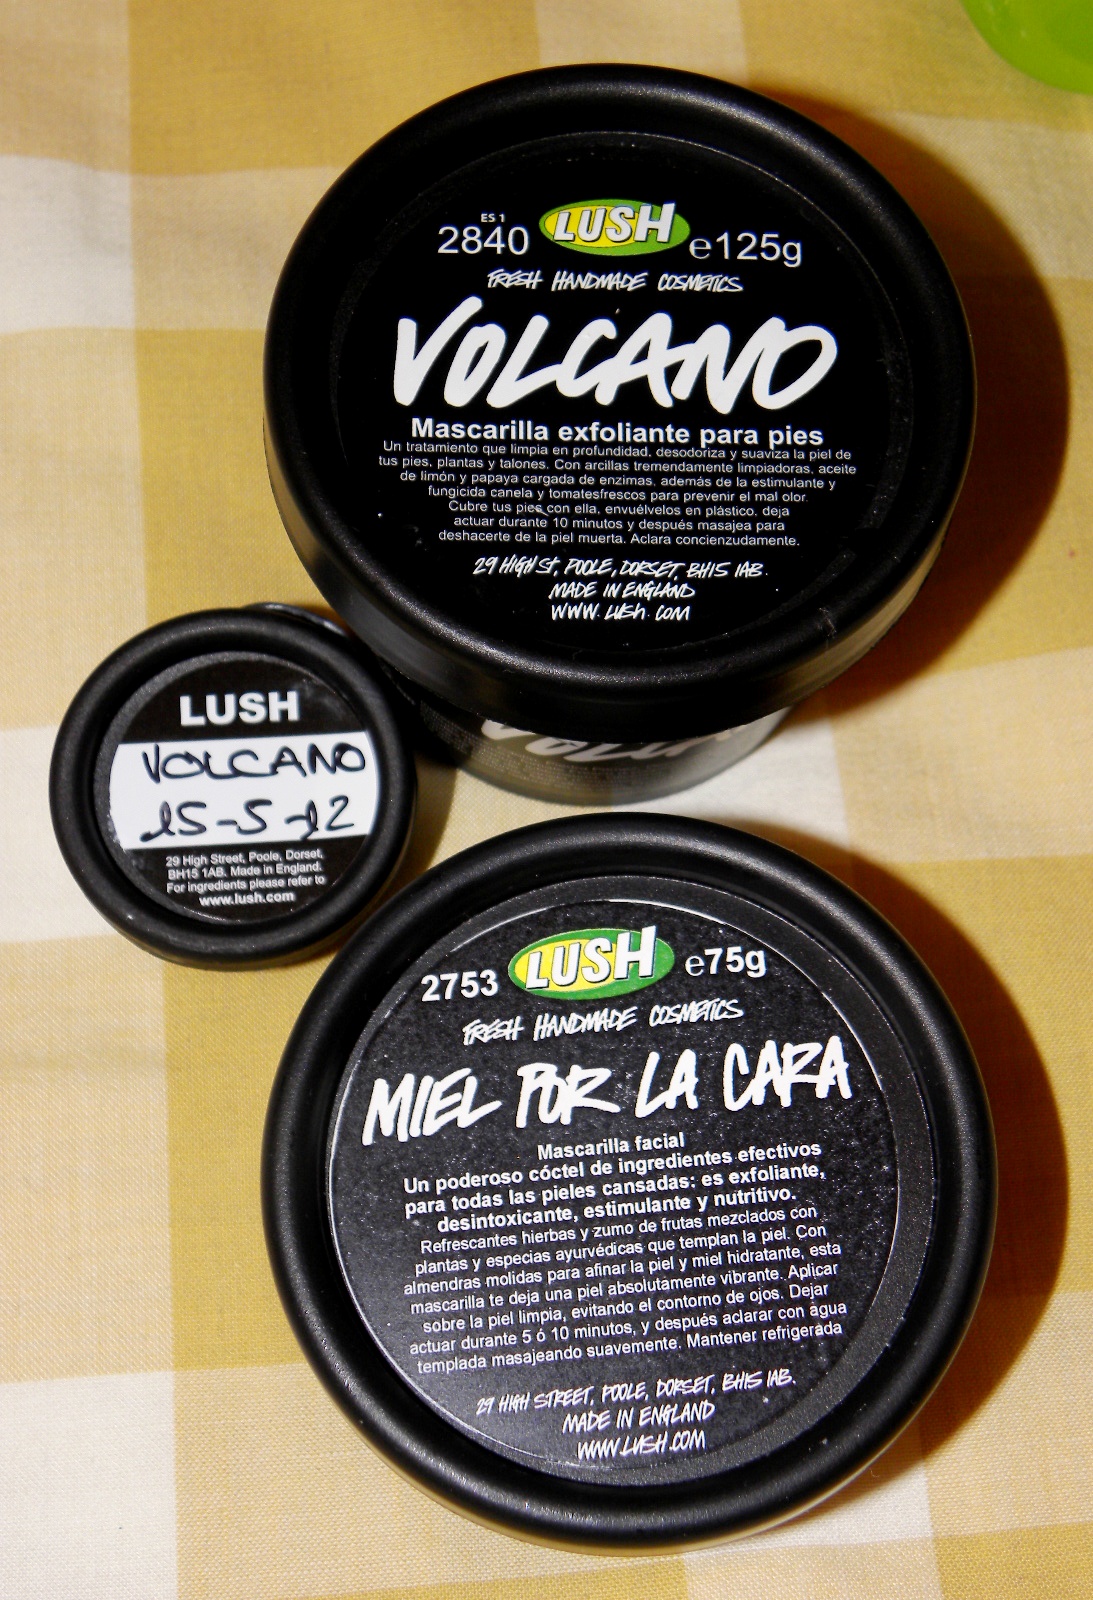 ES 1
2840 LUSH e125g
FRESH HANDMADE COSMETICS
VOLCANO
Mascarilla exfoliante para pies
Un tratamiento que limpia en profundidad, desodoriza y suaviza la piel de
tus pies, plantas y talones. Con arcillas tremendamente limpiadoras, aceite
de limón y papaya cargada de enzimas, además de la estimulante y
fungicida canela y tomatesfrescos para prevenir el mal olor.
Cubre tus pies con ella, envuélvelos en plástico, deja
actuar durante 10 minutos y después masajea para
deshacerte de la piel muerta. Aclara concienzudamente.
29 HIGH St, POOLE, DORSET, BH15 1AB.
MADE IN ENGLAND
WWW.LUSH.COM
LUSH
VOLCANO
15-5-12
29 High Street, Poole, Dorset,
BH15 1AB. Made in England.
For ingredients please refer to
www.lush.com
2753 LUSH e75g
FRESH HANDMADE COSMETICS
MIEL POR LA CARA
Mascarilla facial
Un poderoso cóctel de ingredientes efectivos
para todas las pieles cansadas: es exfoliante,
desintoxicante, estimulante y nutritivo.
Refrescantes hierbas y zumo de frutas mezclados con
plantas y especias ayurvédicas que templan la piel. Con
almendras molidas para afinar la piel y miel hidratante, esta
mascarilla te deja una piel absolutamente vibrante. Aplicar
sobre la piel limpia, evitando el contorno de ojos. Dejar
actuar durante 5 ó 10 minutos, y después aclarar con agua
templada masajeando suavemente. Mantener refrigerada
29 HIGH STREET, POOLE, DORSET, BH15 1AB.
MADE IN ENGLAND
WWW.LUSH.COM